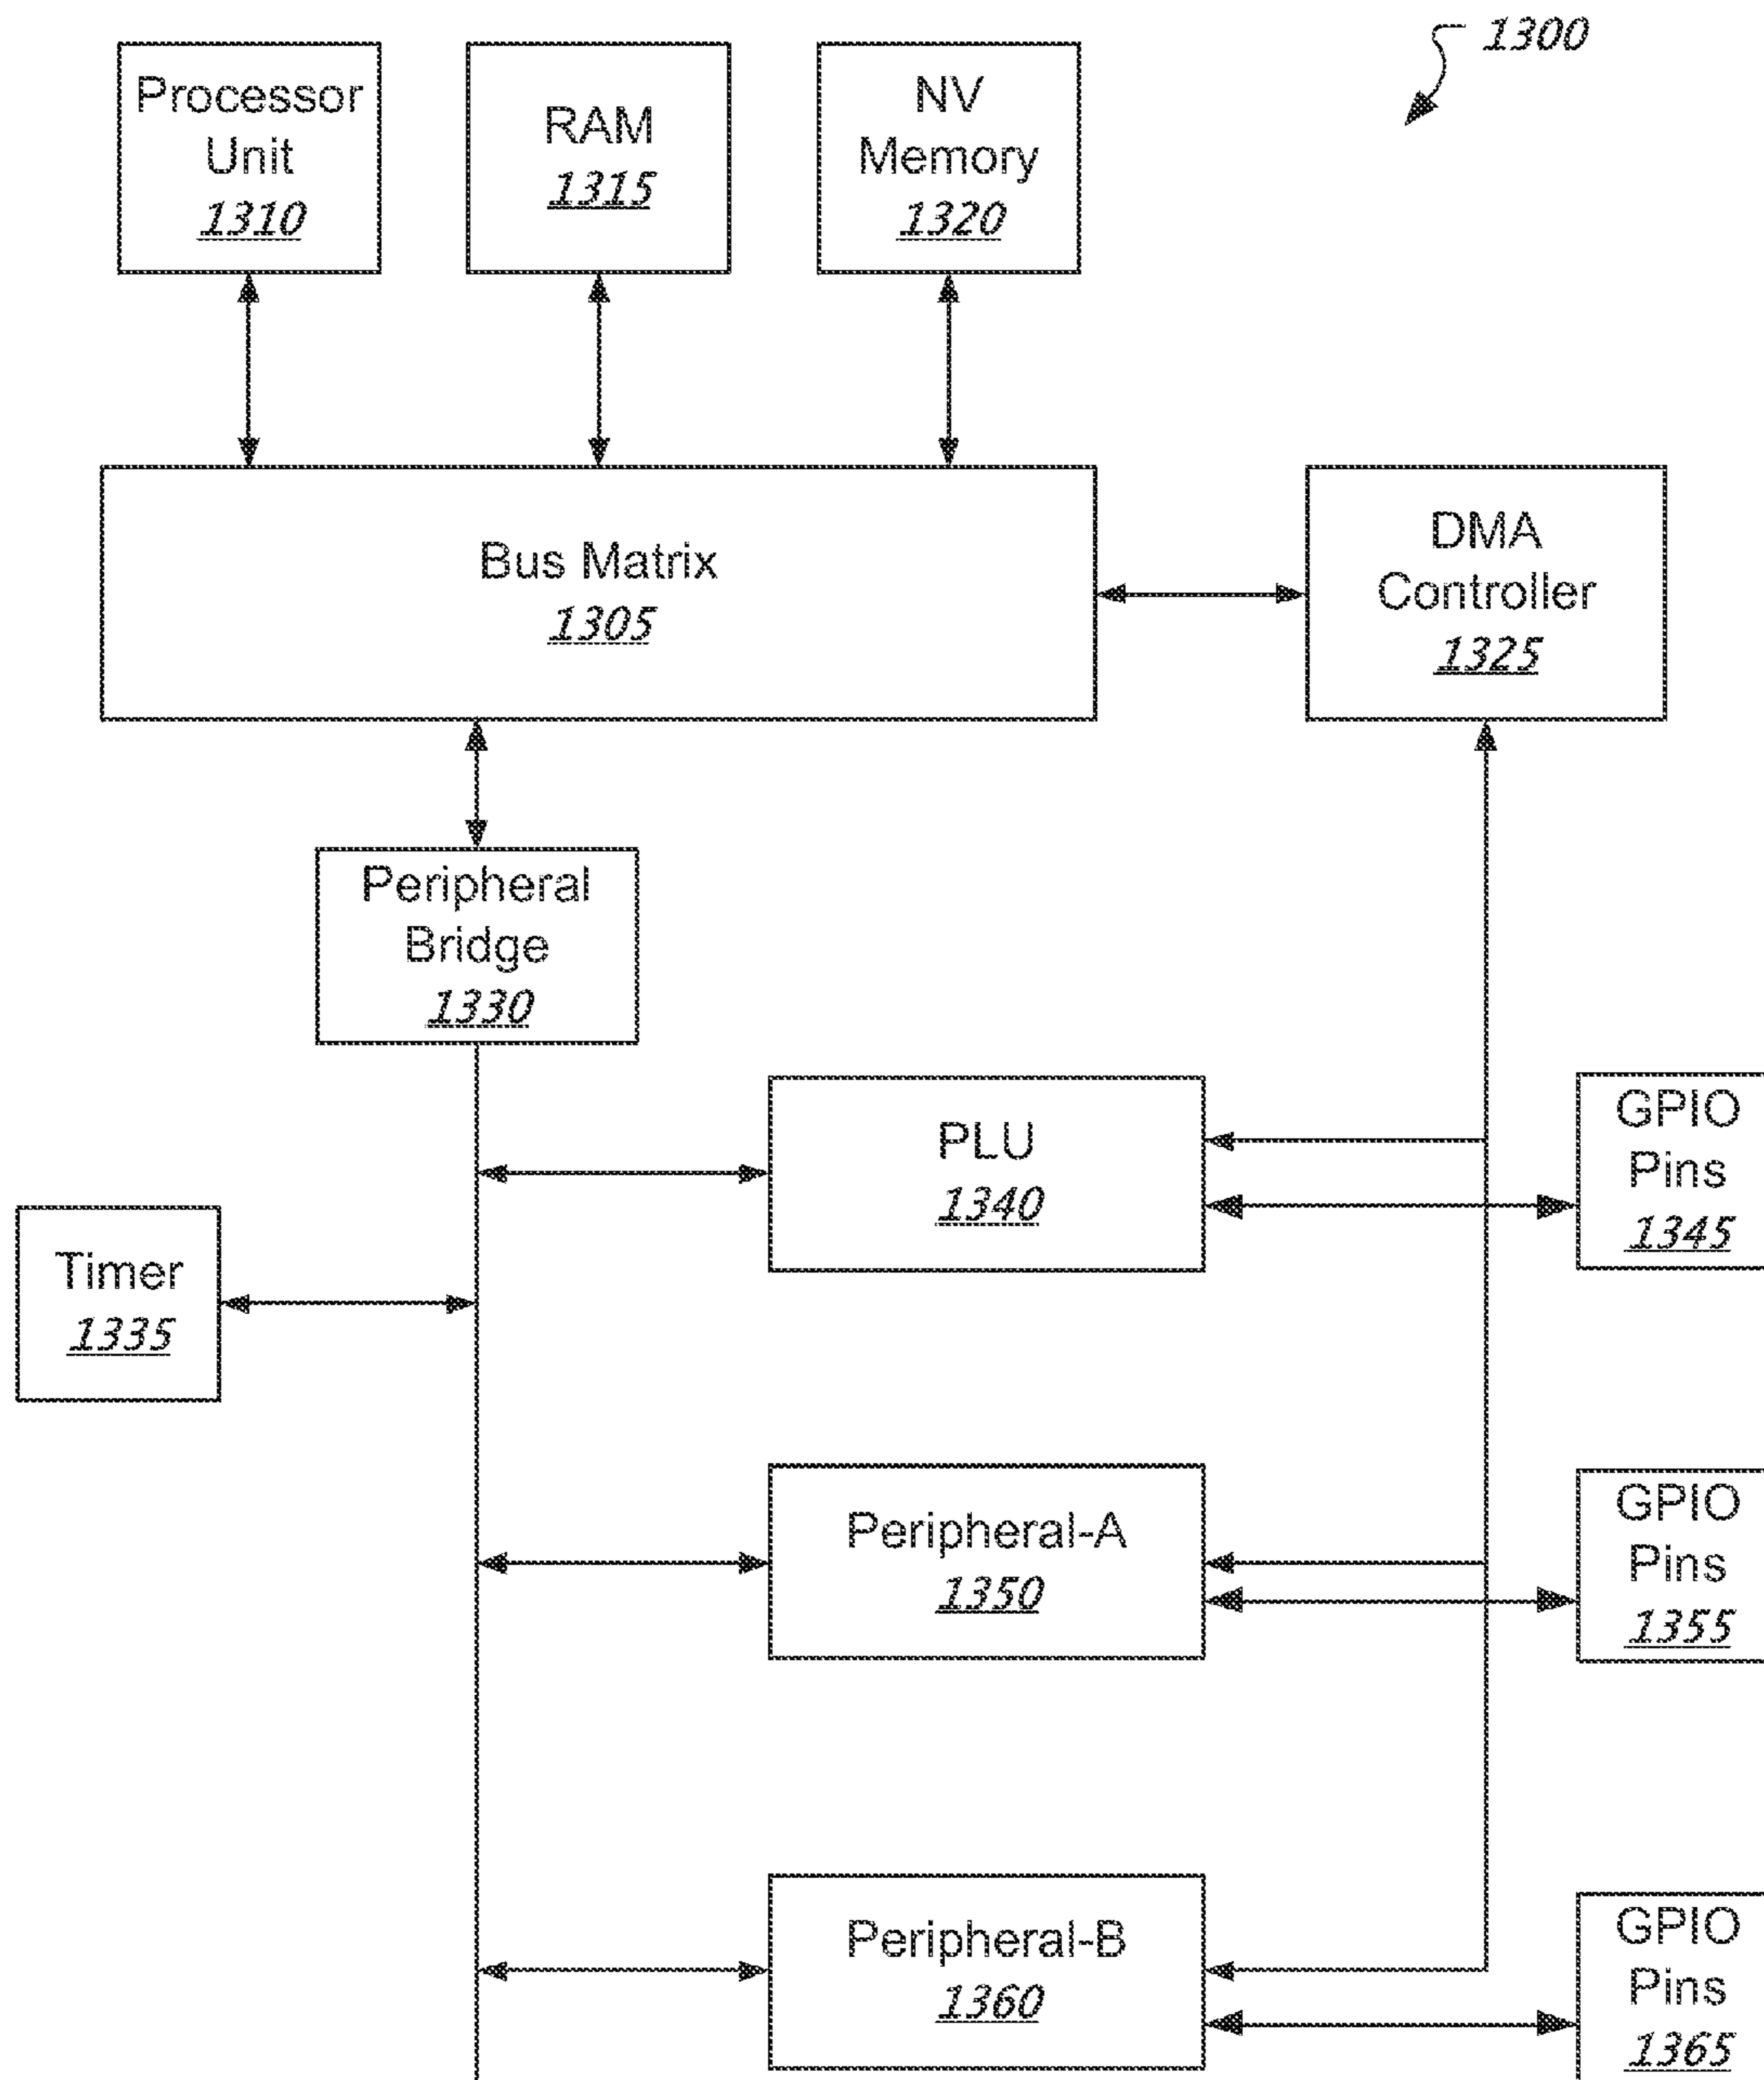 1300
Processor
Unit
1310
RAM
1315
NV
Memory
1320
Bus Matrix
1305
DMA
Controller
1325
Peripheral
Bridge
1330
PLU
1340
GPIO
Pins
1345
Timer
1335
Peripheral-A
1350
GPIO
Pins
1355
Peripheral-B
1360
GPIO
Pins
1365